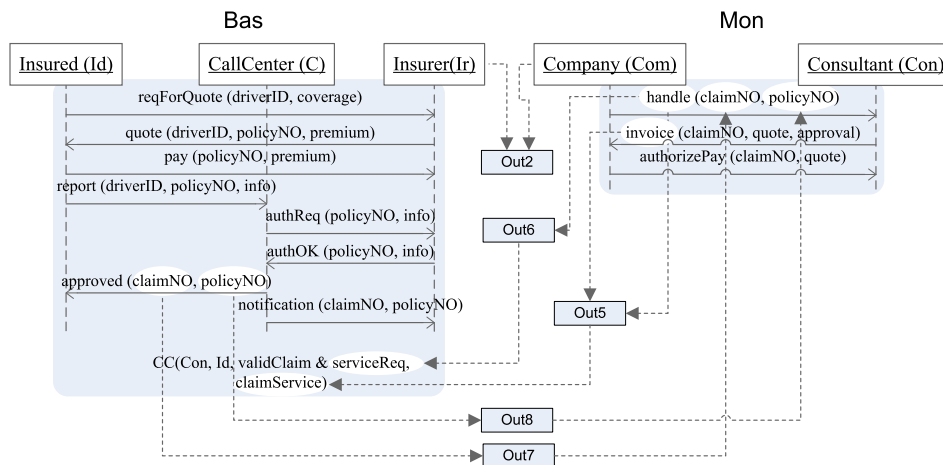 Bas
Mon
Insured (Id)
CallCenter (C)
Insurer(Ir)
Company (Com)
Consultant (Con)
reqForQuote (driverID, coverage)
handle (claimNO, policyNO)
quote (driverID, policyNO, premium)
invoice (claimNO, quote, approval)
pay (policyNO, premium)
Out2
authorizePay (claimNO, quote)
report (driverID, policyNO, info)
authReq (policyNO, info)
Out6
authOK (policyNO, info)
approved (claimNO, policyNO)
notification (claimNO, policyNO)
Out5
CC(Con, Id, validClaim & serviceReq,
claimService)
Out8
Out7